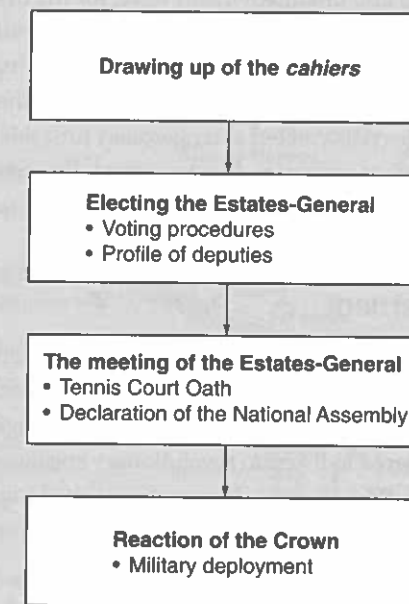 Drawing up of the cahiers
Electing the Estates-General
• Voting procedures
• Profile of deputies
The meeting of the Estates-General
• Tennis Court Oath
• Declaration of the National Assembly
Reaction of the Crown
• Military deployment